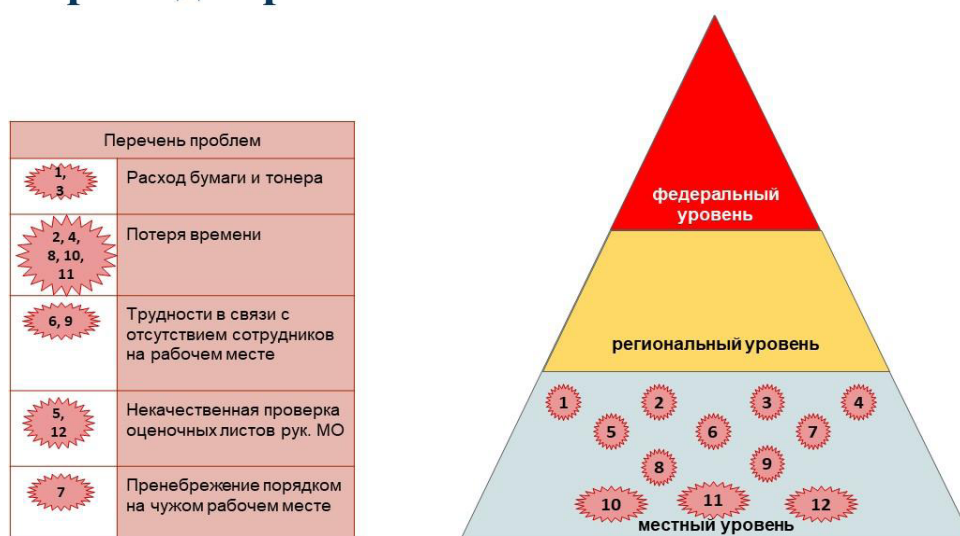 Перечень проблем
1,
3
Расход бумаги и тонера
2, 4,
8, 10,
11
Потеря времени
6, 9
Трудности в связи с
отсутствием сотрудников
на рабочем месте
5,
12
Некачественная проверка
оценочных листов рук. МО
7
Пренебрежение порядком
на чужом рабочем месте
федеральный
уровень
региональный уровень
1 2 3 4
5 6 7
8 9
10 11 12
местный уровень